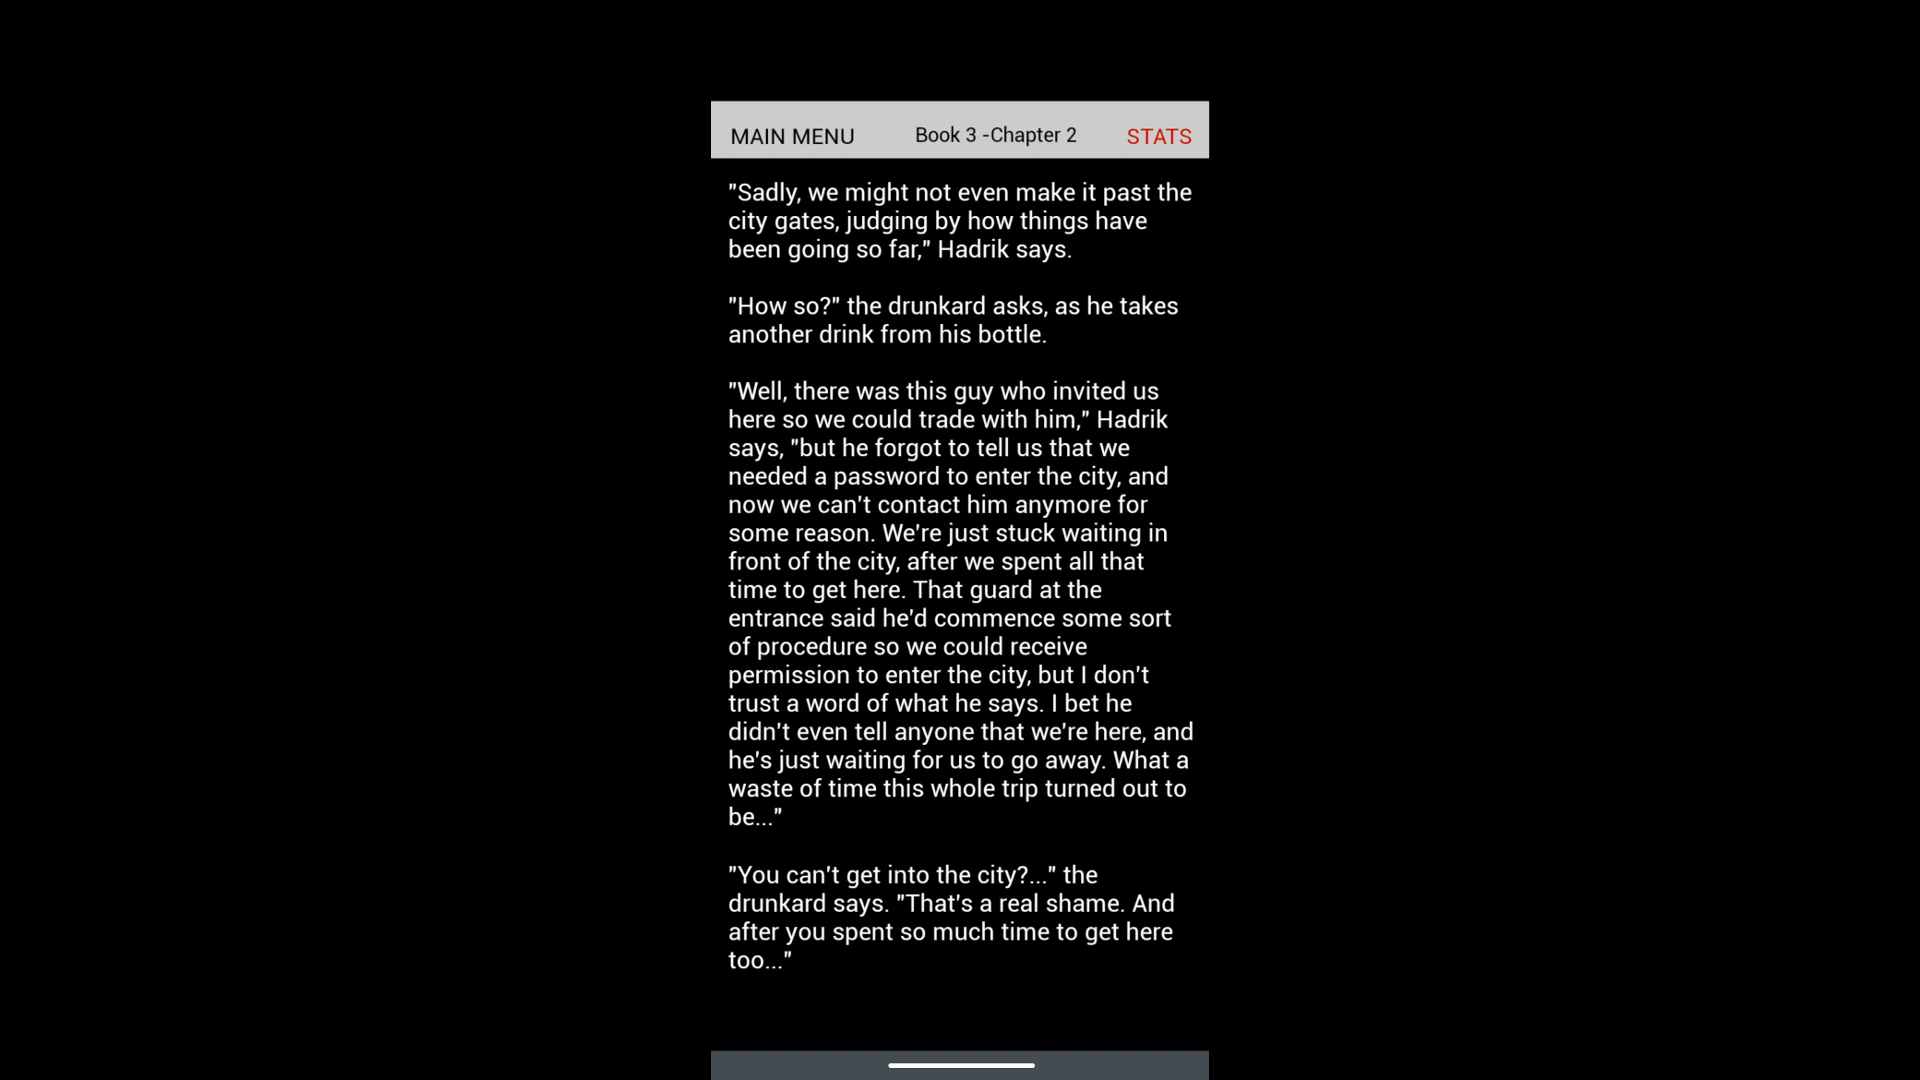 MAIN MENU
Book 3 -Chapter 2
STATS
"Sadly, we might not even make it past the
city gates, judging by how things have
been going so far," Hadrik says.
"How so?" the drunkard asks, as he takes
another drink from his bottle.
"Well, there was this guy who invited us
here so we could trade with him," Hadrik
says, "but he forgot to tell us that we
needed a password to enter the city, and
now we can't contact him anymore for
some reason. We're just stuck waiting in
front of the city, after we spent all that
time to get here. That guard at the
entrance said he'd commence some sort
of procedure so we could receive
permission to enter the city, but I don't
trust a word of what he says. I bet he
didn't even tell anyone that we're here, and
he's just waiting for us to go away. What a
waste of time this whole trip turned out to
be..."
"You can't get into the city?..." the
drunkard says. "That's a real shame. And
after you spent so much time to get here
too..."